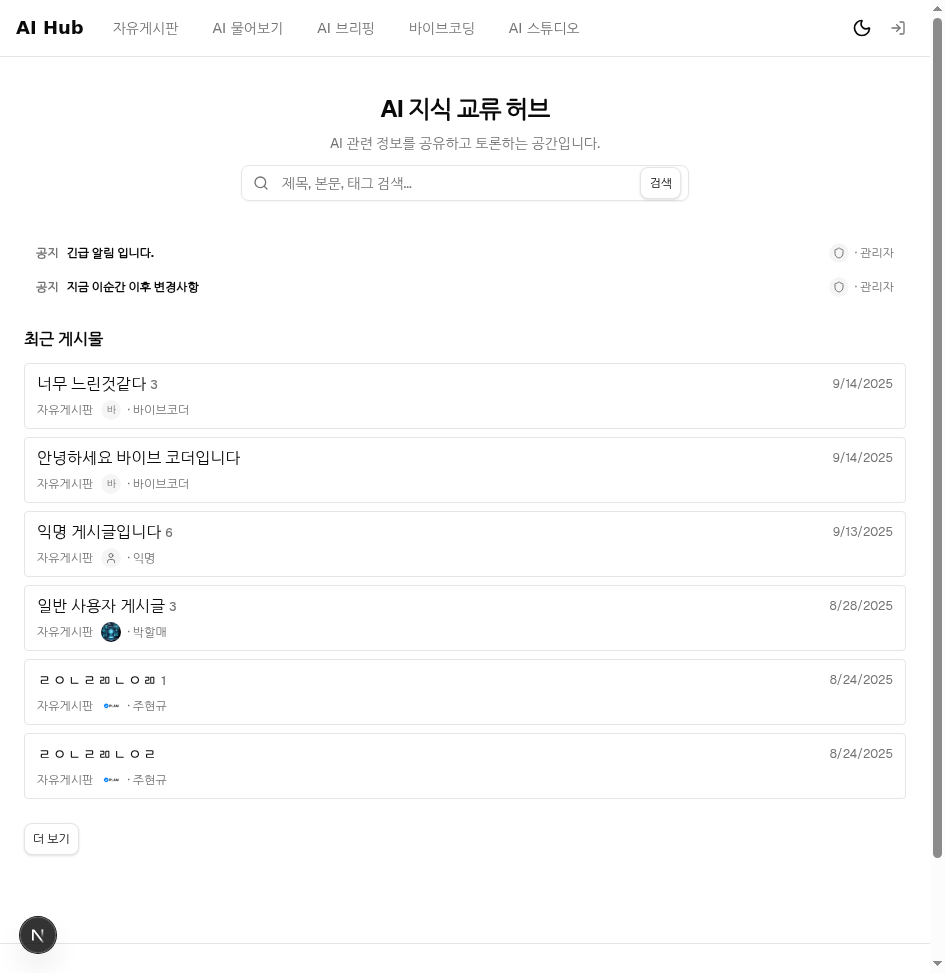 AI Hub 자유게시판 AI 물어보기 AI 브리핑 바이브코딩 AI 스튜디오
AI 지식 교류 허브
AI 관련 정보를 공유하고 토론하는 공간입니다.
제목, 본문, 태그 검색... 검색
공지 긴급 알림 입니다. · 관리자
공지 지금 이순간 이후 변경사항 · 관리자
최근 게시물
너무 느린것같다 3 9/14/2025
자유게시판 바 · 바이브코더
안녕하세요 바이브 코더입니다 9/14/2025
자유게시판 바 · 바이브코더
익명 게시글입니다 6 9/13/2025
자유게시판 · 익명
일반 사용자 게시글 3 8/28/2025
자유게시판 · 박할매
ㄹㅇㄴㄹㄻㄴㅇㄻ 1 8/24/2025
자유게시판 · 주현규
ㄹㅇㄴㄹㄻㄴㅇㄹ 8/24/2025
자유게시판 · 주현규
더 보기
N